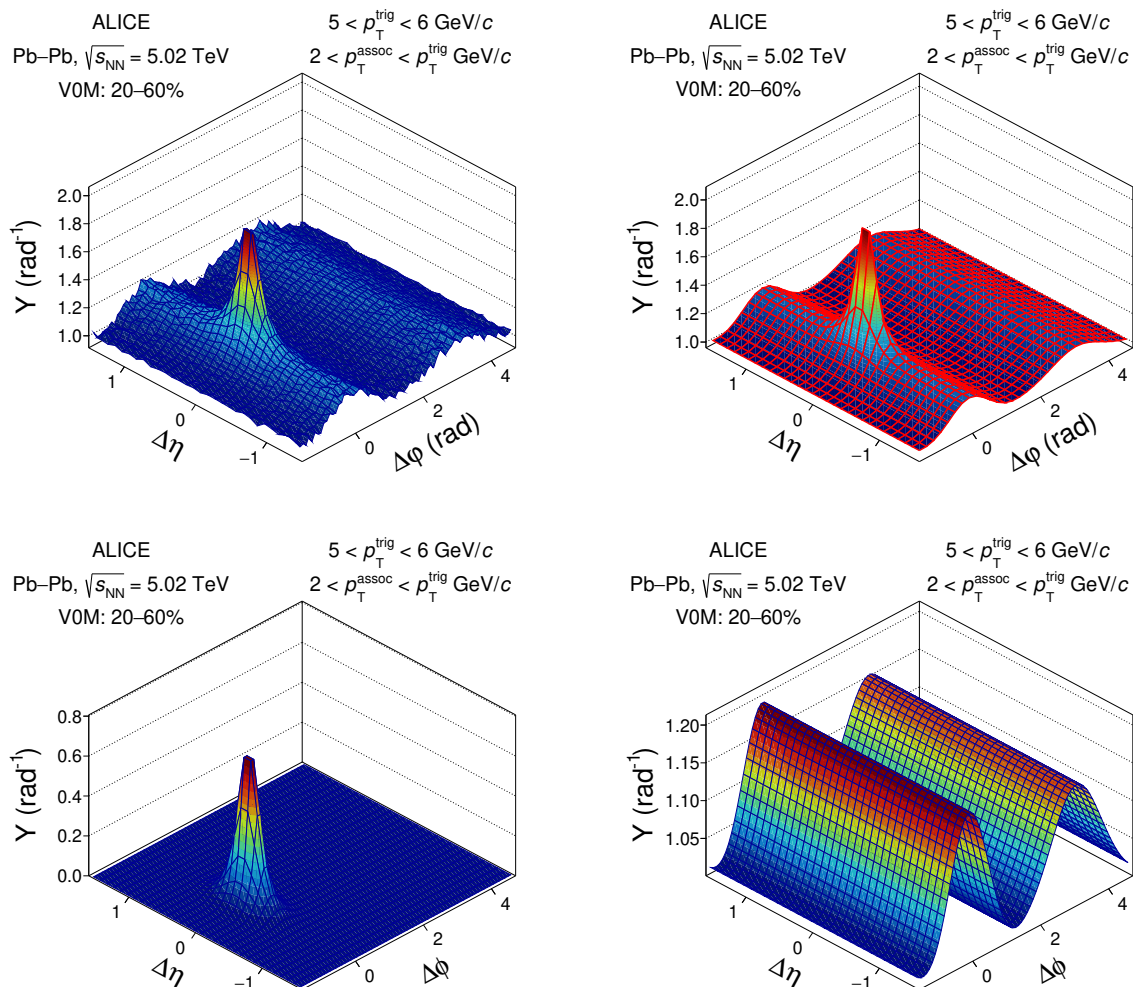 ALICE
5 < p_T^trig < 6 GeV/c
Pb–Pb, √s_NN = 5.02 TeV
2 < p_T^assoc < p_T^trig GeV/c
V0M: 20–60%
Y (rad⁻¹)
2.0
1.8
1.6
1.4
1.2
1.0
1
0
−1
Δη
0
2
4
Δφ (rad)
ALICE
5 < p_T^trig < 6 GeV/c
Pb–Pb, √s_NN = 5.02 TeV
2 < p_T^assoc < p_T^trig GeV/c
V0M: 20–60%
Y (rad⁻¹)
2.0
1.8
1.6
1.4
1.2
1.0
1
0
−1
Δη
0
2
4
Δφ (rad)
ALICE
5 < p_T^trig < 6 GeV/c
Pb–Pb, √s_NN = 5.02 TeV
2 < p_T^assoc < p_T^trig GeV/c
V0M: 20–60%
Y (rad⁻¹)
0.8
0.6
0.4
0.2
0.0
1
0
−1
Δη
0
2
4
Δϕ
ALICE
5 < p_T^trig < 6 GeV/c
Pb–Pb, √s_NN = 5.02 TeV
2 < p_T^assoc < p_T^trig GeV/c
V0M: 20–60%
Y (rad⁻¹)
1.20
1.15
1.10
1.05
1
0
−1
Δη
0
2
4
Δϕ